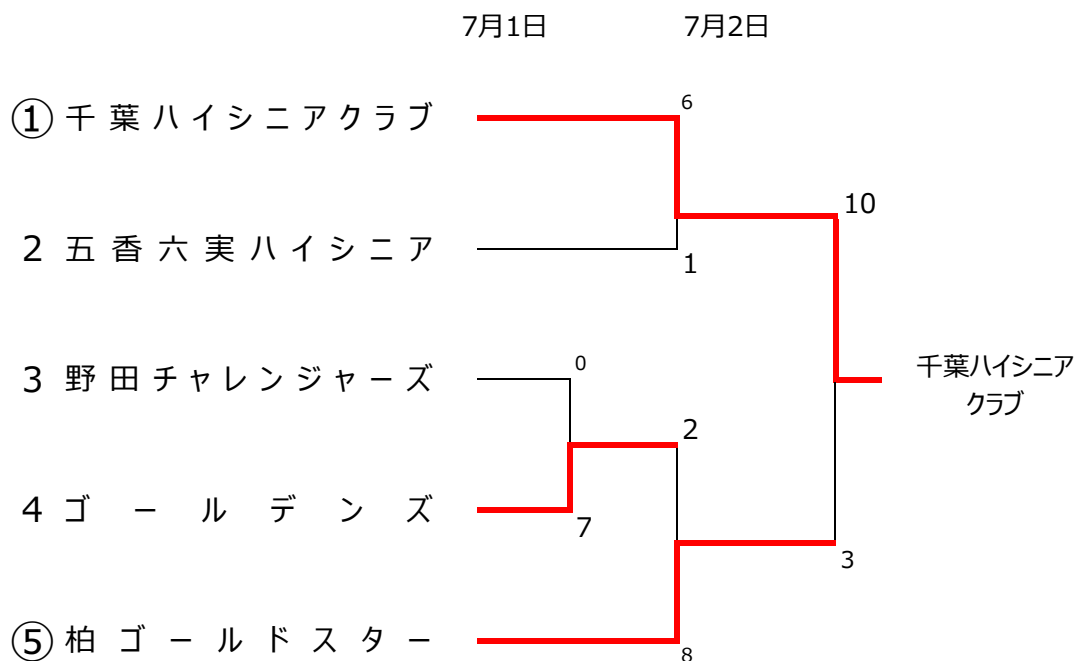 7月1日 7月2日
6
① 千葉ハイシニアクラブ
10
2 五香六実ハイシニア
1
0
3 野田チャレンジャーズ
千葉ハイシニア
クラブ
2
4 ゴールデンズ
7
3
⑤ 柏ゴールドスター
8